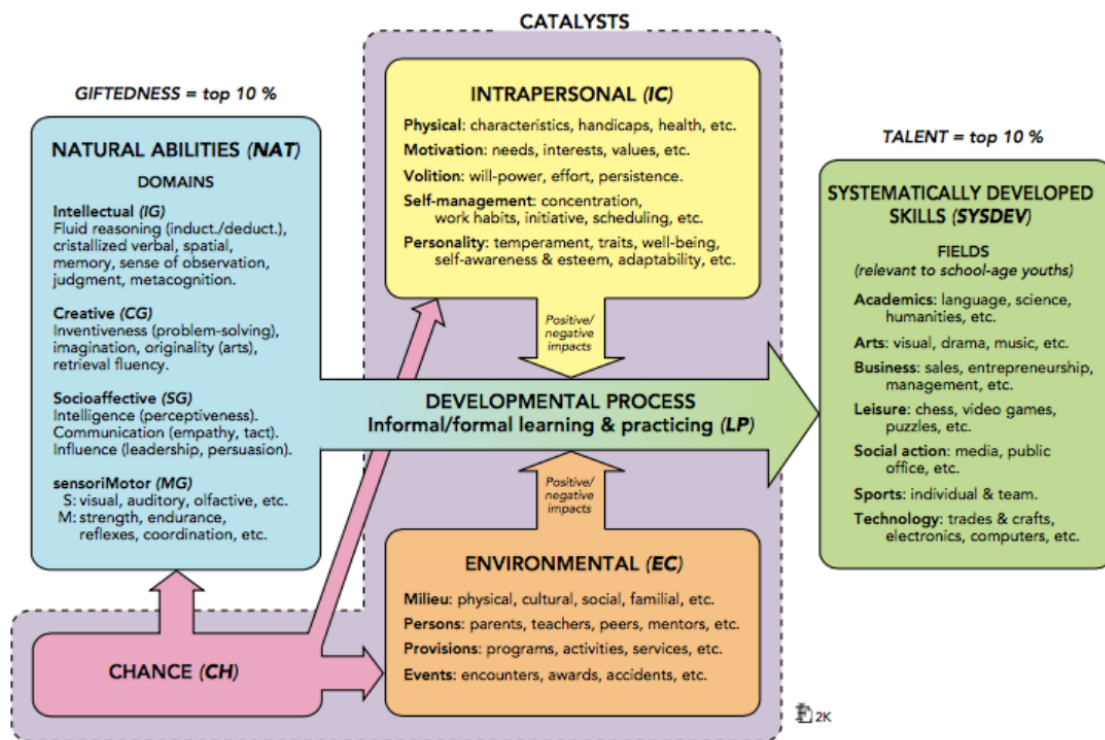 CATALYSTS
GIFTEDNESS = top 10 %
NATURAL ABILITIES (NAT)
DOMAINS
Intellectual (IG)
Fluid reasoning (induct./deduct.),
cristallized verbal, spatial,
memory, sense of observation,
judgment, metacognition.
Creative (CG)
Inventiveness (problem-solving),
imagination, originality (arts),
retrieval fluency.
Socioaffective (SG)
Intelligence (perceptiveness).
Communication (empathy, tact).
Influence (leadership, persuasion).
sensoriMotor (MG)
S: visual, auditory, olfactive, etc.
M: strength, endurance,
reflexes, coordination, etc.
CHANCE (CH)
INTRAPERSONAL (IC)
Physical: characteristics, handicaps, health, etc.
Motivation: needs, interests, values, etc.
Volition: will-power, effort, persistence.
Self-management: concentration,
work habits, initiative, scheduling, etc.
Personality: temperament, traits, well-being,
self-awareness & esteem, adaptability, etc.
Positive/
negative
impacts
DEVELOPMENTAL PROCESS
Informal/formal learning & practicing (LP)
Positive/
negative
impacts
ENVIRONMENTAL (EC)
Milieu: physical, cultural, social, familial, etc.
Persons: parents, teachers, peers, mentors, etc.
Provisions: programs, activities, services, etc.
Events: encounters, awards, accidents, etc.
TALENT = top 10 %
SYSTEMATICALLY DEVELOPED
SKILLS (SYSDEV)
FIELDS
(relevant to school-age youths)
Academics: language, science,
humanities, etc.
Arts: visual, drama, music, etc.
Business: sales, entrepreneurship,
management, etc.
Leisure: chess, video games,
puzzles, etc.
Social action: media, public
office, etc.
Sports: individual & team.
Technology: trades & crafts,
electronics, computers, etc.
2K